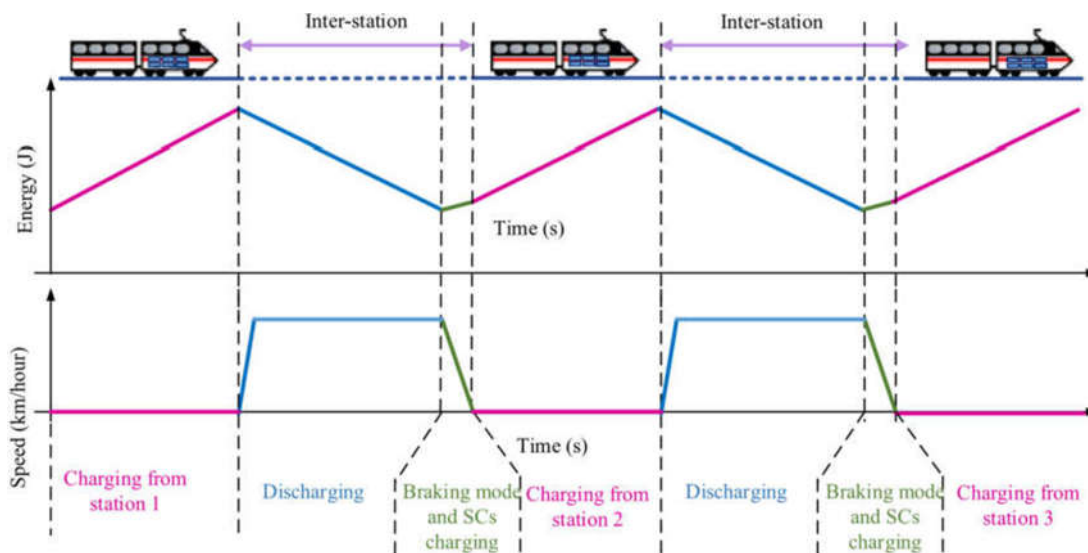 Inter-station
Inter-station
Energy (J)
Time (s)
Speed (km/hour)
Time (s)
Charging from
station 1
Discharging
Braking mode
and SCs
charging
Charging from
station 2
Discharging
Braking mode
and SCs
charging
Charging from
station 3